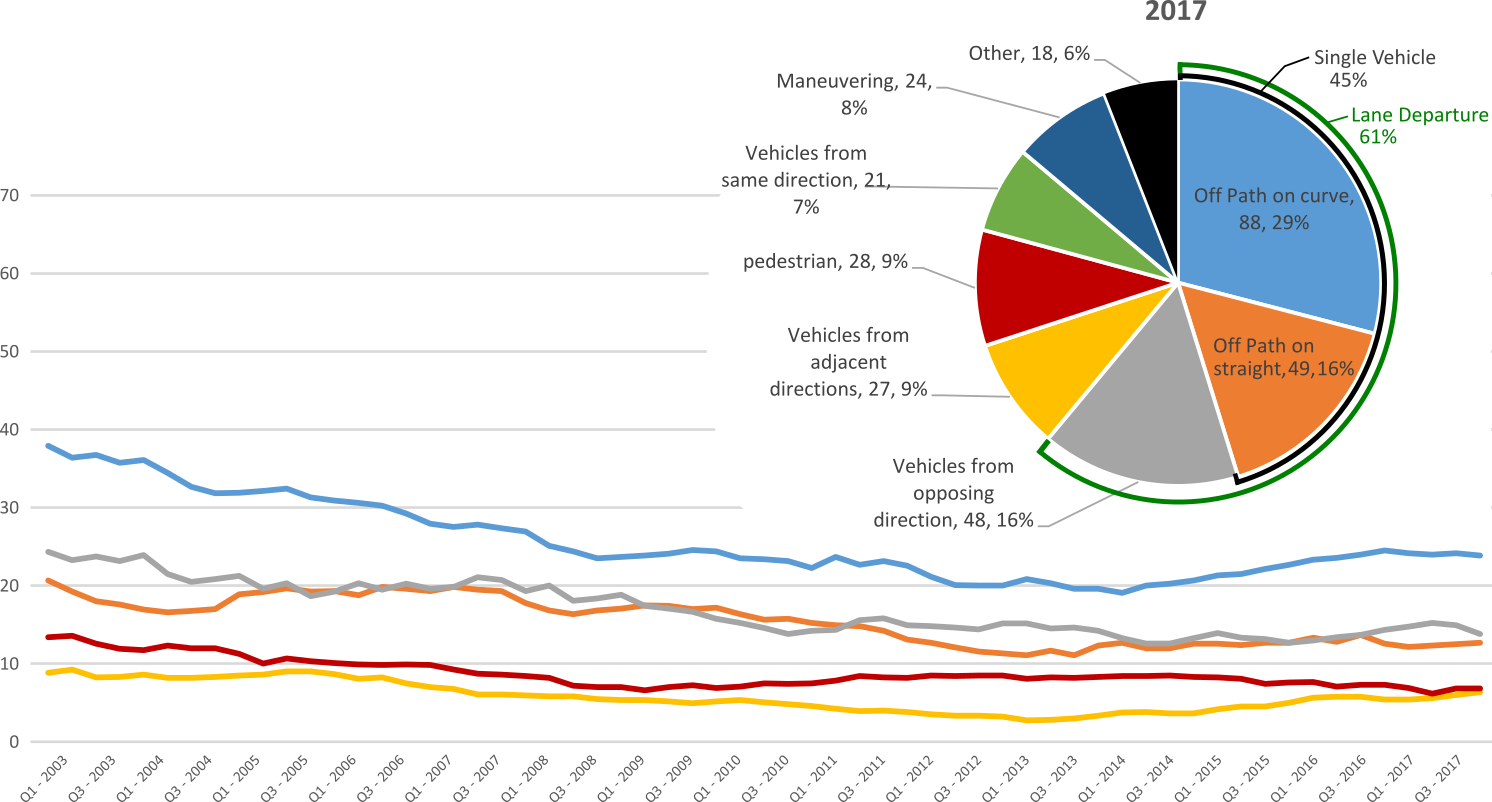 2017
Other, 18, 6%
Single Vehicle
45%
Maneuvering, 24,
8%
Lane Departure
61%
Vehicles from
same direction, 21,
7%
Off Path on curve,
88, 29%
pedestrian, 28, 9%
Vehicles from
adjacent
directions, 27, 9%
Off Path on
straight,49,16%
Vehicles from
opposing
direction, 48, 16%
70
60
50
40
30
20
10
0
Q1 - 2003
Q3 - 2003
Q1 - 2004
Q3 - 2004
Q1 - 2005
Q3 - 2005
Q1 - 2006
Q3 - 2006
Q1 - 2007
Q3 - 2007
Q1 - 2008
Q3 - 2008
Q1 - 2009
Q3 - 2009
Q1 - 2010
Q3 - 2010
Q1 - 2011
Q3 - 2011
Q1 - 2012
Q3 - 2012
Q1 - 2013
Q3 - 2013
Q1 - 2014
Q3 - 2014
Q1 - 2015
Q3 - 2015
Q1 - 2016
Q3 - 2016
Q1 - 2017
Q3 - 2017